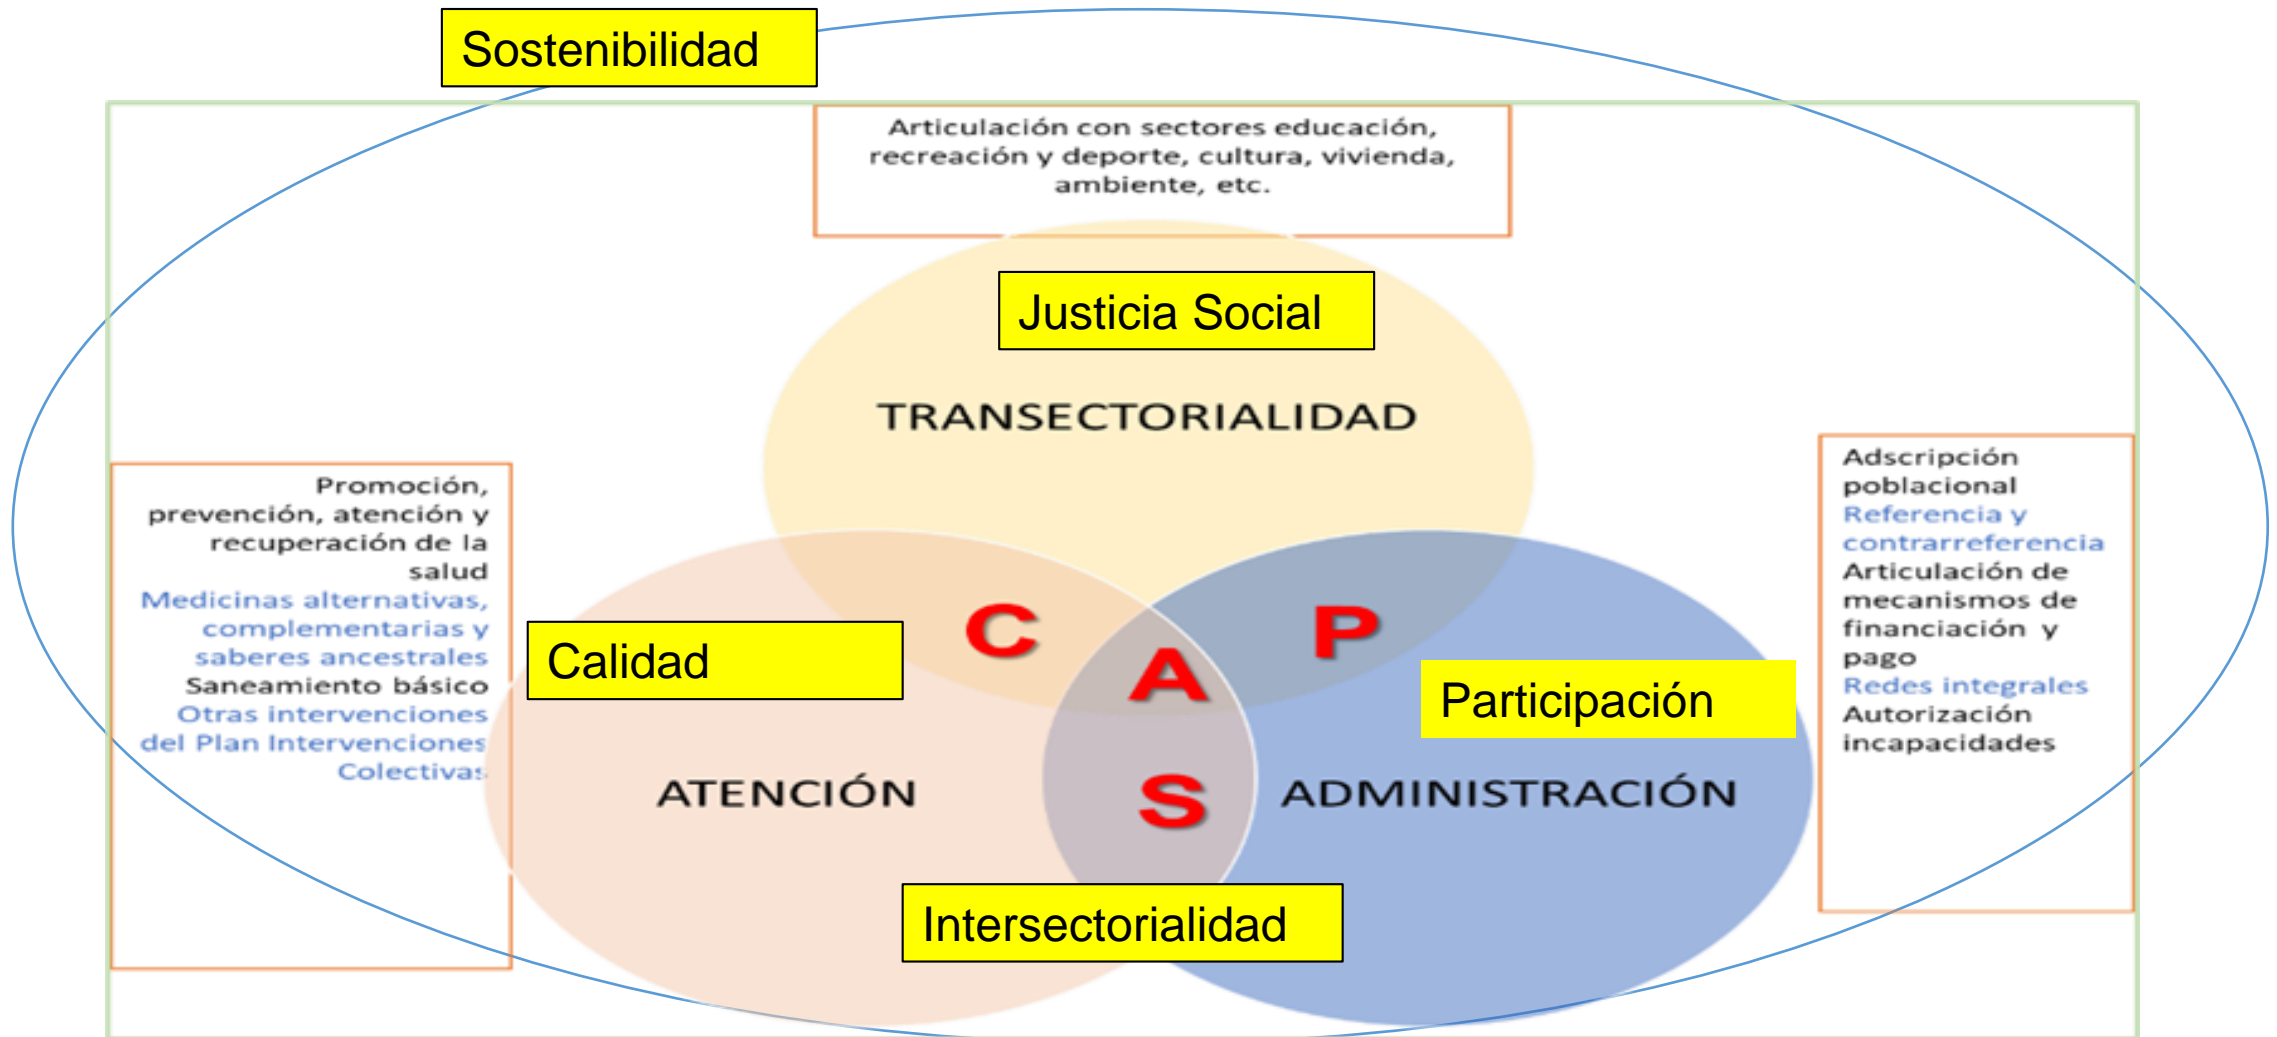 Sostenibilidad
Articulación con sectores educación,
recreación y deporte, cultura, vivienda,
ambiente, etc.
Justicia Social
TRANSECTORIALIDAD
Promoción,
prevención, atención y
recuperación de la
salud
Medicinas alternativas,
complementarias y
saberes ancestrales
Saneamiento básico
Otras intervenciones
del Plan Intervenciones
Colectivas
Adscripción
poblacional
Referencia y
contrarreferencia
Articulación de
mecanismos de
financiación y
pago
Redes integrales
Autorización
incapacidades
C
P
A
S
Calidad
Participación
ATENCIÓN
ADMINISTRACIÓN
Intersectorialidad